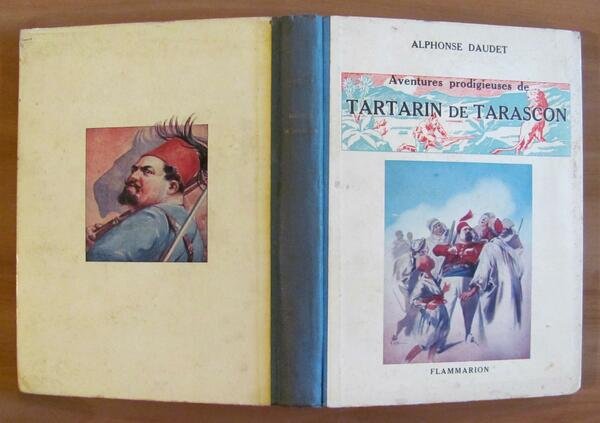 ALPHONSE DAUDET
Aventures prodigieuses de
TARTARIN DE TARASCON
FLAMMARION